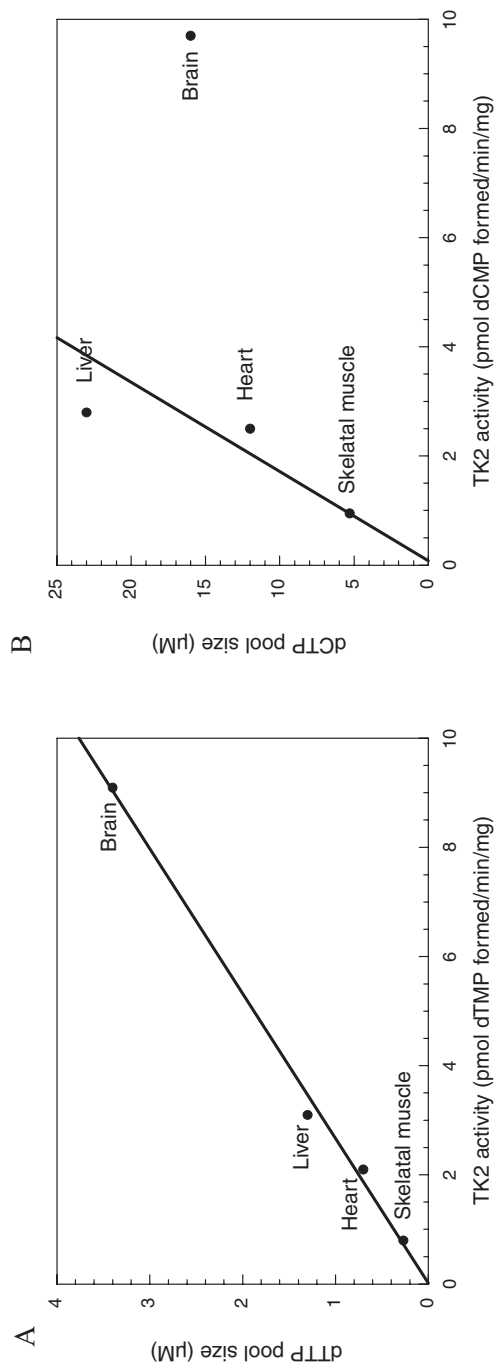 A
dTTP pool size (µM)
4
3
2
1
0
Brain
Liver
Heart
Skelatal muscle
0 2 4 6 8 10
TK2 activity (pmol dTMP formed/min/mg)
B
dCTP pool size (µM)
25
20
15
10
5
0
Liver
Brain
Heart
Skelatal muscle
0 2 4 6 8 10
TK2 activity (pmol dCMP formed/min/mg)